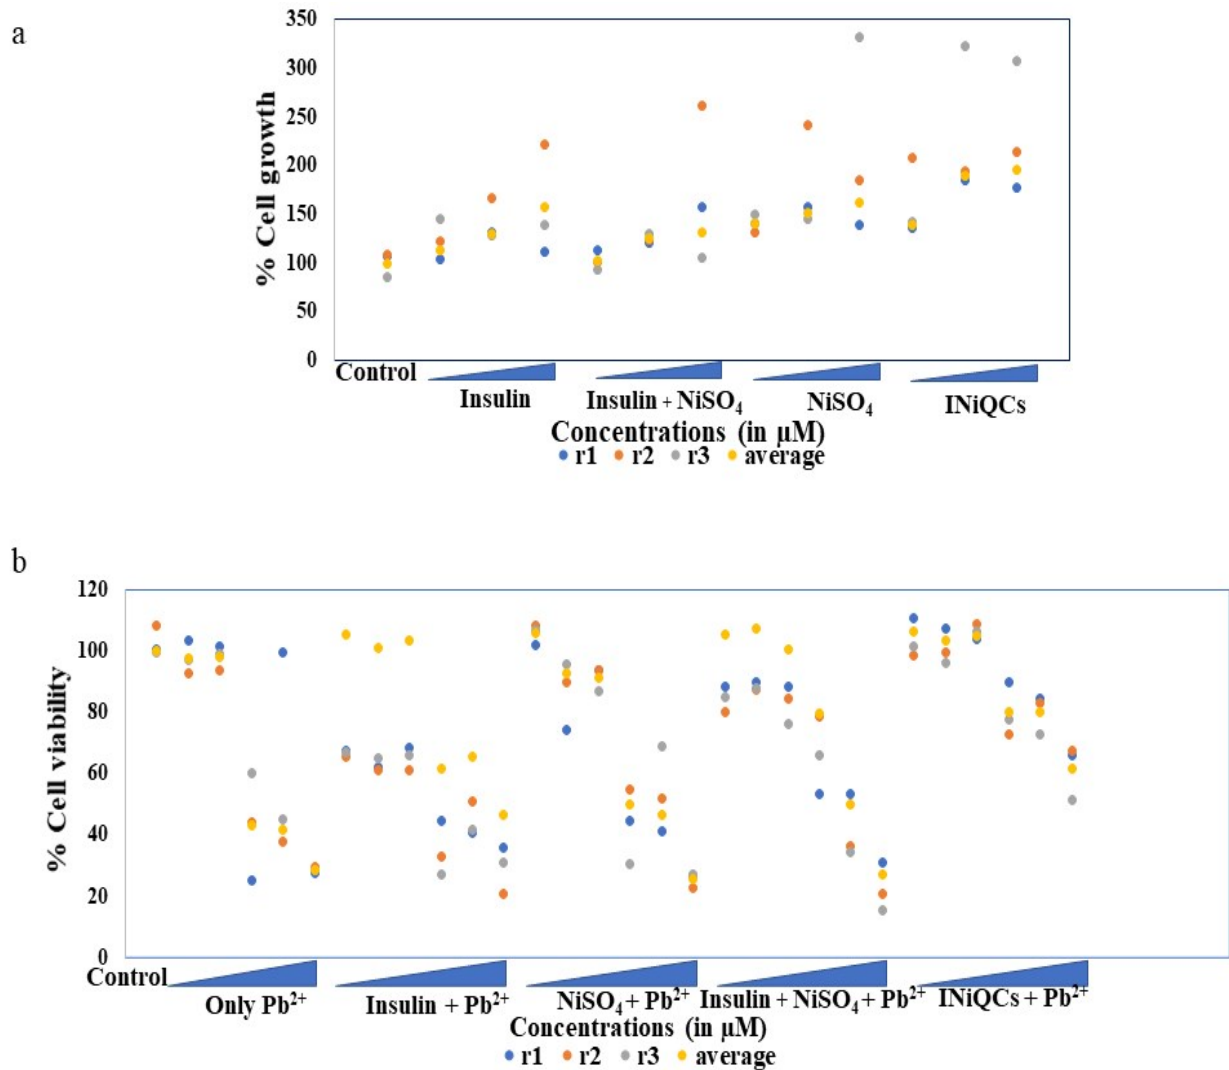 a
350
300
250
200
150
100
50
0
% Cell growth
Control
Insulin
Insulin + NiSO₄
NiSO₄
INiQCs
Concentrations (in µM)
r1 r2 r3 average
b
120
100
80
60
40
20
0
% Cell viability
Control
Only Pb²⁺
Insulin + Pb²⁺
NiSO₄ + Pb²⁺
Insulin + NiSO₄ + Pb²⁺
INiQCs + Pb²⁺
Concentrations (in µM)
r1 r2 r3 average